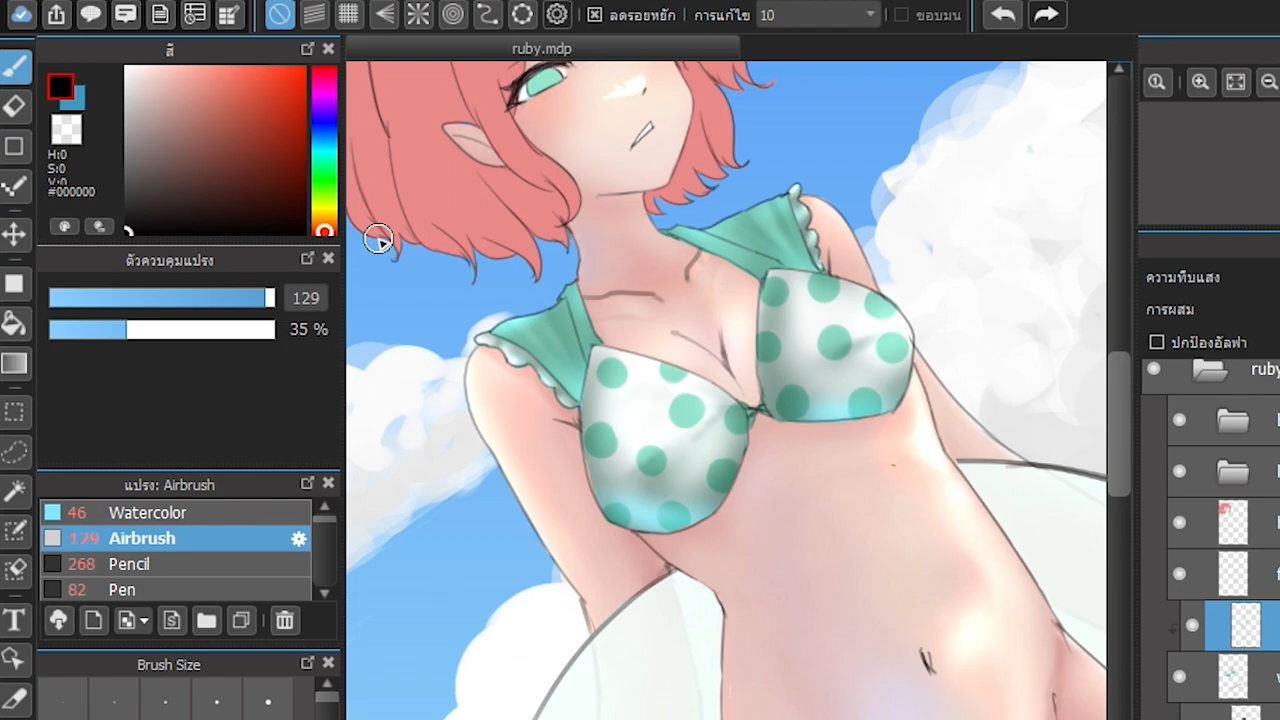 ลดรอยหยัก
การแก้ไข 10
ขอบมน
ruby.mdp
สี
H:0
S:0
V:0
#000000
ตัวควบคุมแปรง
129
35 %
แปรง: Airbrush
46 Watercolor
129 Airbrush
268 Pencil
82 Pen
Brush Size
ความทึบแสง
การผสม
ปกป้องอัลฟา
ruby